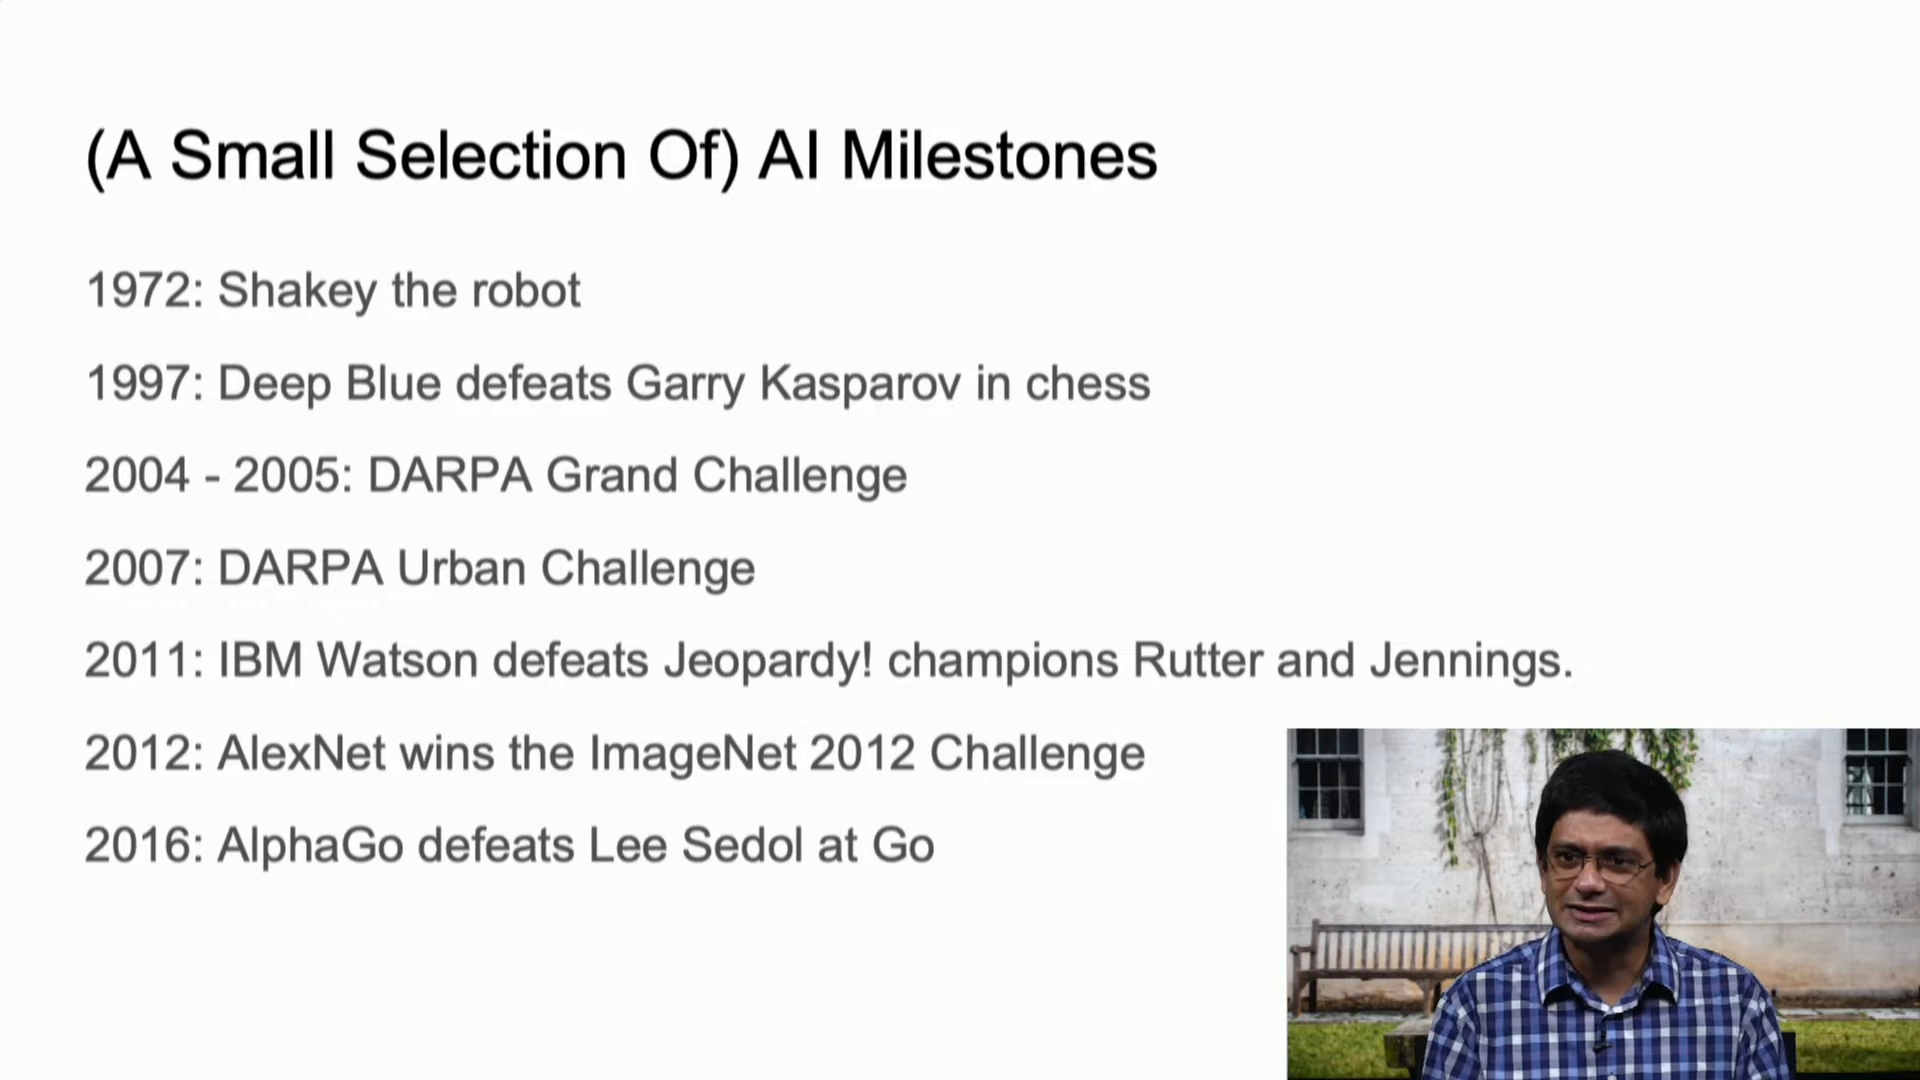 (A Small Selection Of) AI Milestones
1972: Shakey the robot
1997: Deep Blue defeats Garry Kasparov in chess
2004 - 2005: DARPA Grand Challenge
2007: DARPA Urban Challenge
2011: IBM Watson defeats Jeopardy! champions Rutter and Jennings.
2012: AlexNet wins the ImageNet 2012 Challenge
2016: AlphaGo defeats Lee Sedol at Go